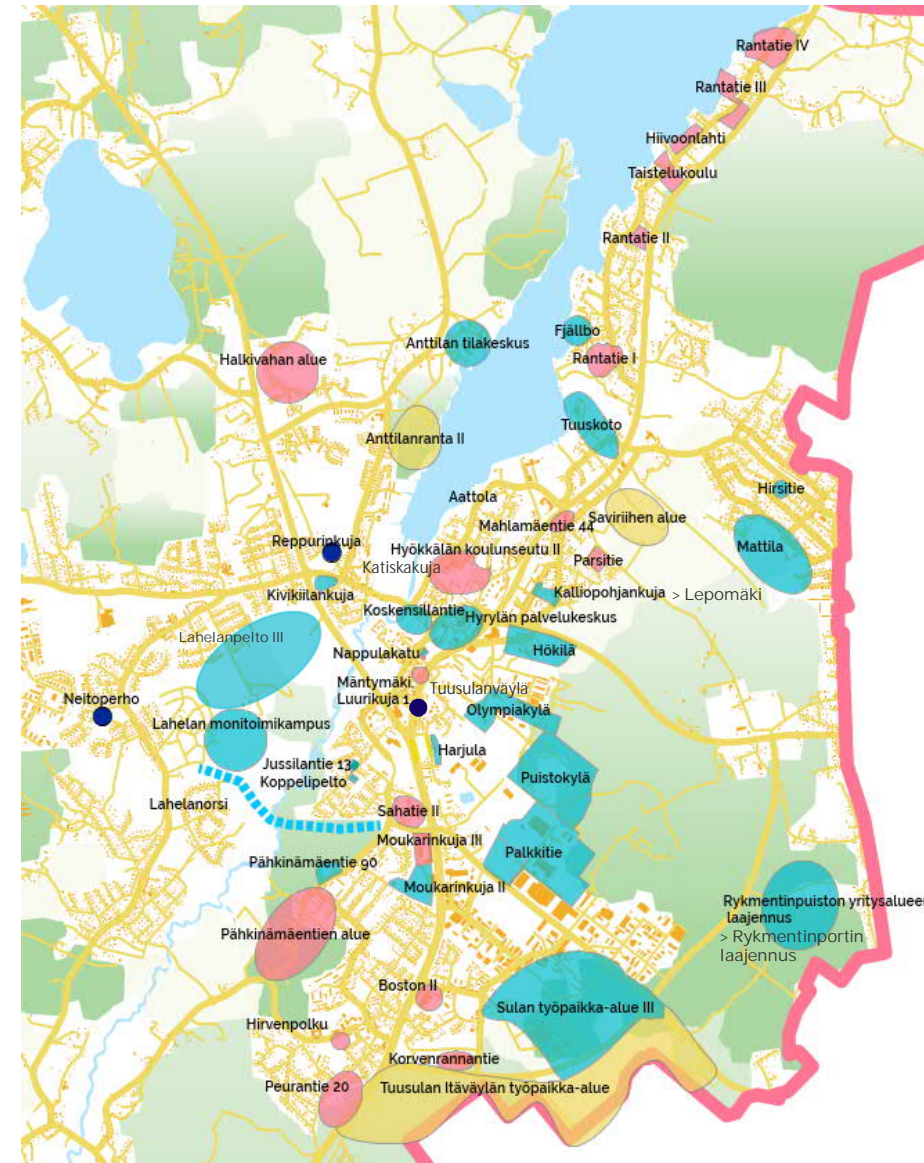 Rantatie IV
Rantatie III
Hiivoonlahti
Taistelukoulu
Rantatie II
Fjällbo
Anttilan tilakeskus
Rantatie I
Halkivahan alue
Tuuskoto
Anttilanranta II
Hirsitie
Aattola
Saviriihen alue
Mahlamäentie 44
Mattila
Reppurinkuja
Hyökkälän koulunseutu II
Parsitie
Katiskakuja
Kivikiilankuja
Kalliopohjankuja > Lepomäki
Koskensillantie
Hyrylän palvelukeskus
Lahelanpelto III
Nappulakatu
Hökilä
Mäntymäki
Tuusulanväylä
Luurikuja 1
Neitoperho
Olympiakylä
Lahelan monitoimikampus
Harjula
Jussilantie 13
Puistokylä
Koppelipelto
Lahelanorsi
Sahatie II
Moukarinkuja III
Palkkitie
Pähkinämäentie 90
Moukarinkuja II
Rykmentinpuiston yritysalueen
laajennus
> Rykmentinportin
laajennus
Pähkinämäentien alue
Boston II
Sulan työpaikka-alue III
Hirvenpolku
Korvenrannantie
Peurantie 20
Tuusulan Itäväylän työpaikka-alue